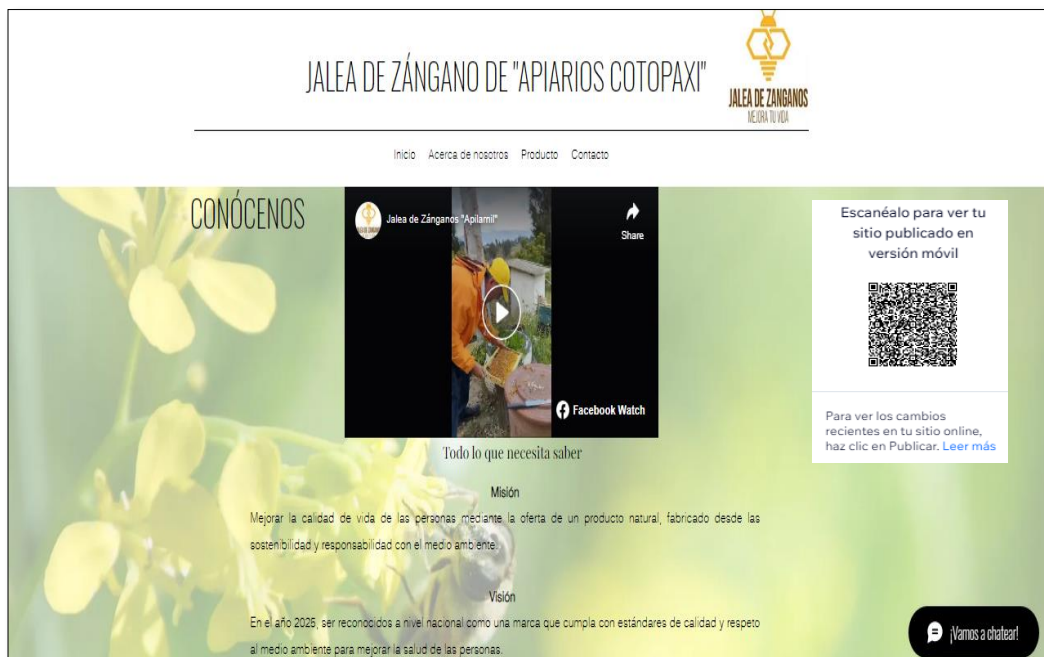 JALEA DE ZÁNGANO DE "APIARIOS COTOPAXI"
JALEA DE ZANGANOS
MEJORA TU VIDA
Inicio Acerca de nosotros Producto Contacto
CONÓCENOS
Jalea de Zánganos "Apilamil"
Share
Facebook Watch
Escanéalo para ver tu
sitio publicado en
versión móvil
Para ver los cambios
recientes en tu sitio online,
haz clic en Publicar. Leer más
Todo lo que necesita saber
Misión
Mejorar la calidad de vida de las personas mediante la oferta de un producto natural, fabricado desde las
sostenibilidad y responsabilidad con el medio ambiente.
Visión
En el año 2025, ser reconocidos a nivel nacional como una marca que cumpla con estándares de calidad y respeto
al medio ambiente para mejorar la salud de las personas.
¡Vamos a chatear!